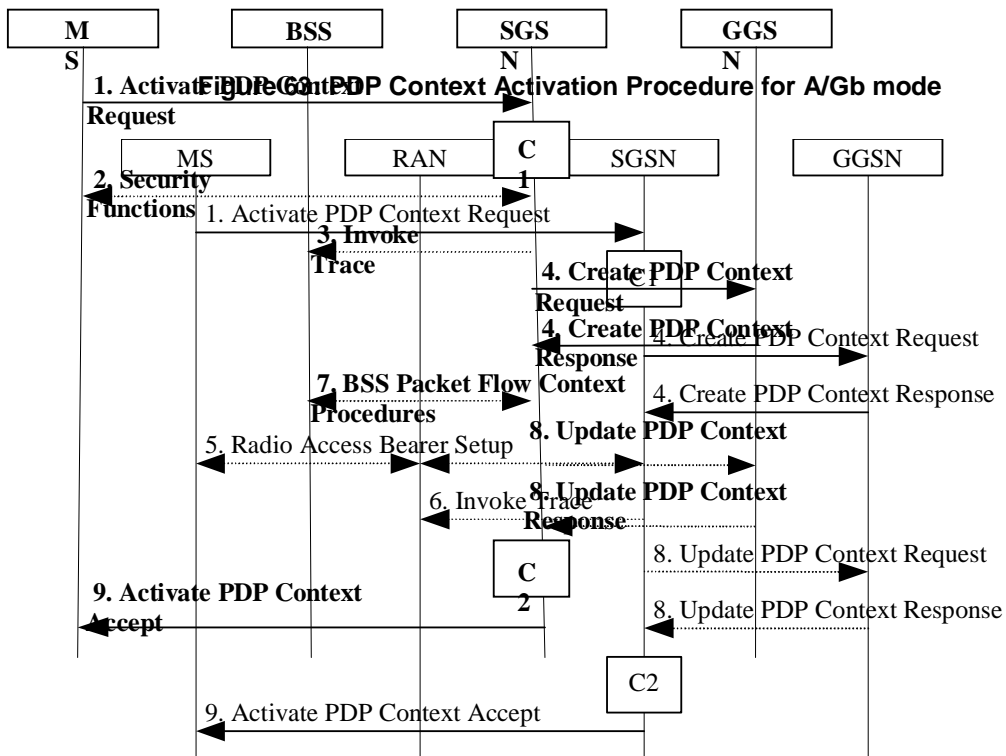 M
S
BSS
SGS
N
GGS
N
Figure 63: PDP Context Activation Procedure for A/Gb mode
1. Activate PDP Context
Request
C
1
MS
RAN
SGSN
GGSN
2. Security
Functions
1. Activate PDP Context Request
3. Invoke
Trace
C1
4. Create PDP Context
Request
4. Create PDP Context
Response
4. Create PDP Context Request
7. BSS Packet Flow Context
Procedures
4. Create PDP Context Response
8. Update PDP Context
5. Radio Access Bearer Setup
8. Update PDP Context
Response
6. Invoke Trace
C
2
8. Update PDP Context Request
9. Activate PDP Context
Accept
8. Update PDP Context Response
C2
9. Activate PDP Context Accept